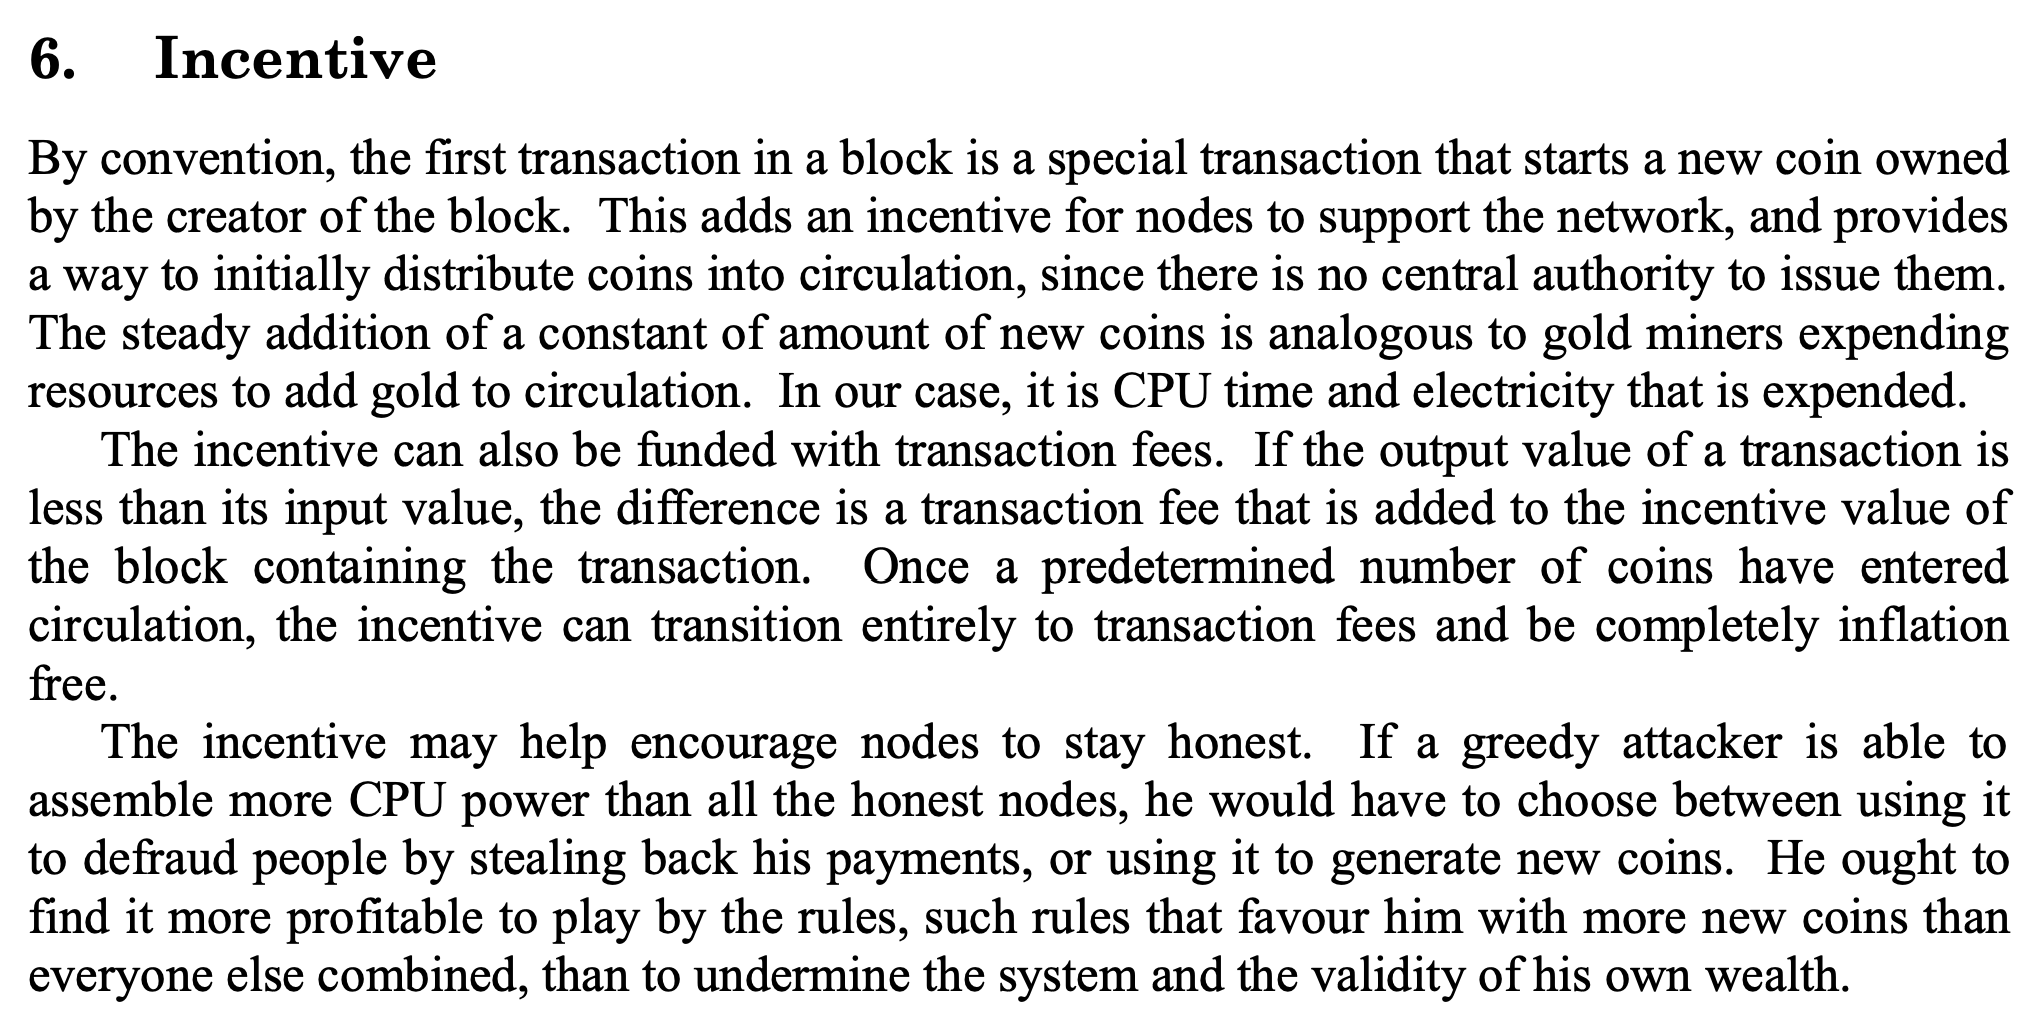 6. Incentive
By convention, the first transaction in a block is a special transaction that starts a new coin owned
by the creator of the block. This adds an incentive for nodes to support the network, and provides
a way to initially distribute coins into circulation, since there is no central authority to issue them.
The steady addition of a constant of amount of new coins is analogous to gold miners expending
resources to add gold to circulation. In our case, it is CPU time and electricity that is expended.
The incentive can also be funded with transaction fees. If the output value of a transaction is
less than its input value, the difference is a transaction fee that is added to the incentive value of
the block containing the transaction. Once a predetermined number of coins have entered
circulation, the incentive can transition entirely to transaction fees and be completely inflation
free.
The incentive may help encourage nodes to stay honest. If a greedy attacker is able to
assemble more CPU power than all the honest nodes, he would have to choose between using it
to defraud people by stealing back his payments, or using it to generate new coins. He ought to
find it more profitable to play by the rules, such rules that favour him with more new coins than
everyone else combined, than to undermine the system and the validity of his own wealth.